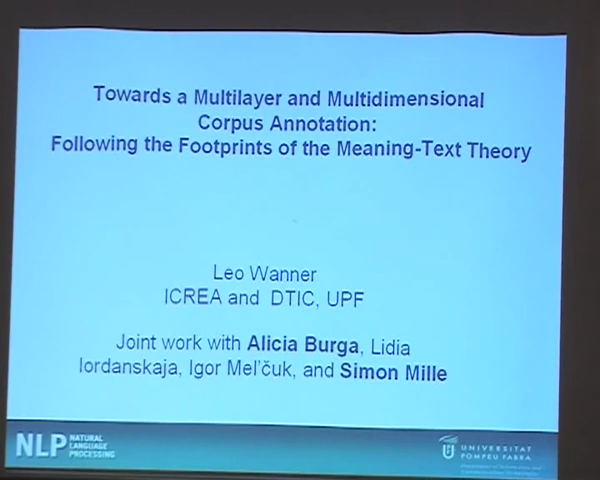 Towards a Multilayer and Multidimensional
Corpus Annotation:
Following the Footprints of the Meaning-Text Theory
Leo Wanner
ICREA and DTIC, UPF
Joint work with Alicia Burga, Lidia
Iordanskaja, Igor Mel'čuk, and Simon Mille
NLP NATURAL
LANGUAGE
PROCESSING
UNIVERSITAT
POMPEU FABRA